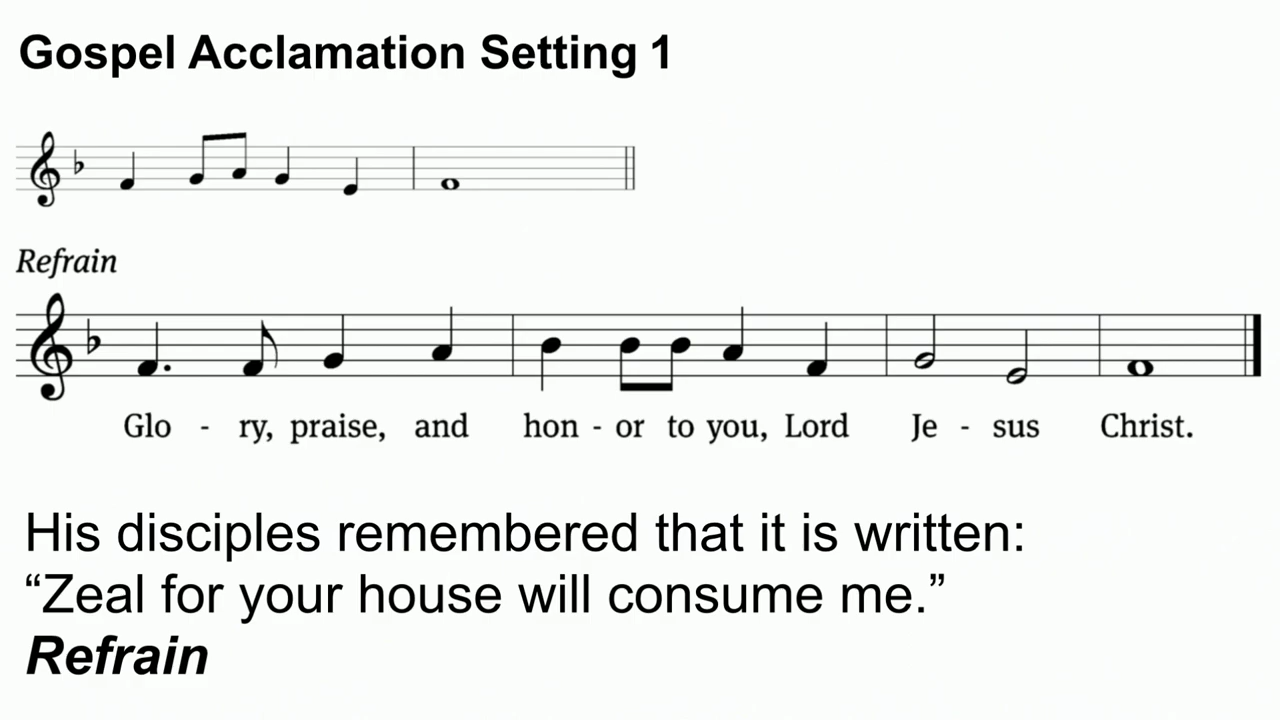 Gospel Acclamation Setting 1
Refrain
Glo - ry, praise, and hon - or to you, Lord Je - sus Christ.
His disciples remembered that it is written:
“Zeal for your house will consume me.”
Refrain